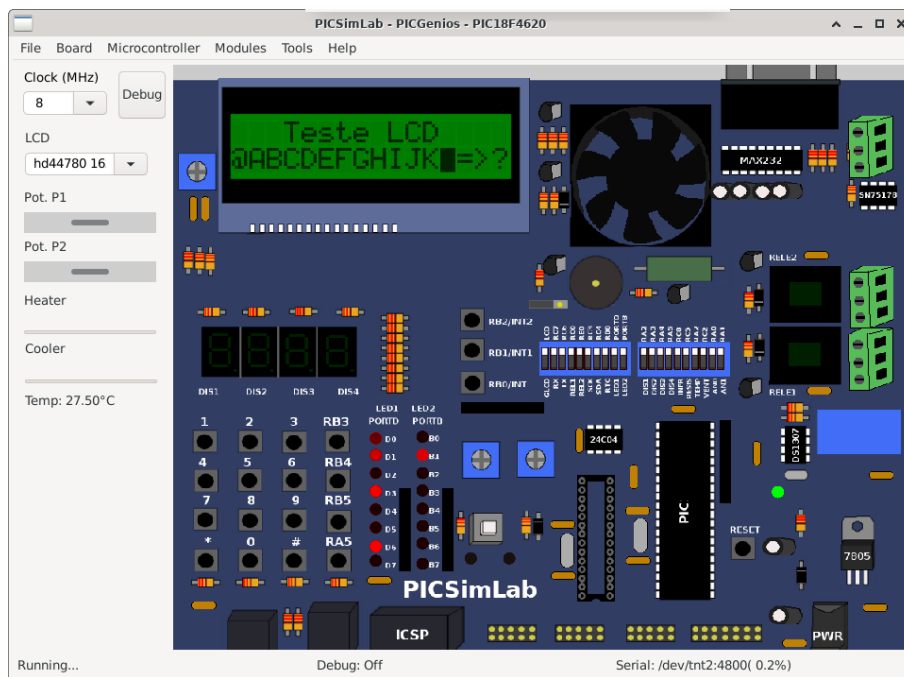 PICSimLab - PICGenios - PIC18F4620
File Board Microcontroller Modules Tools Help
Clock (MHz)
8
Debug
LCD
hd44780 16
Pot. P1
Pot. P2
Heater
Cooler
Temp: 27.50°C
Teste LCD
@ABCDEFGHIJK█=>?
MAX232
SN75176
RELE2
RELE1
RB2/INT2
RB1/INT1
RB0/INT
DIS1 DIS2 DIS3 DIS4
LED1 LED2
PORTD PORTB
1 2 3 RB3
4 5 6 RB4
7 8 9 RB5
* 0 # RA5
D0 B0
D1 B1
D2 B2
D3 B3
D4 B4
D5 B5
D6 B6
D7 B7
24C04
DS1307
PIC
RESET
7805
PICSimLab
ICSP
PWR
Running...
Debug: Off
Serial: /dev/tnt2:4800( 0.2%)